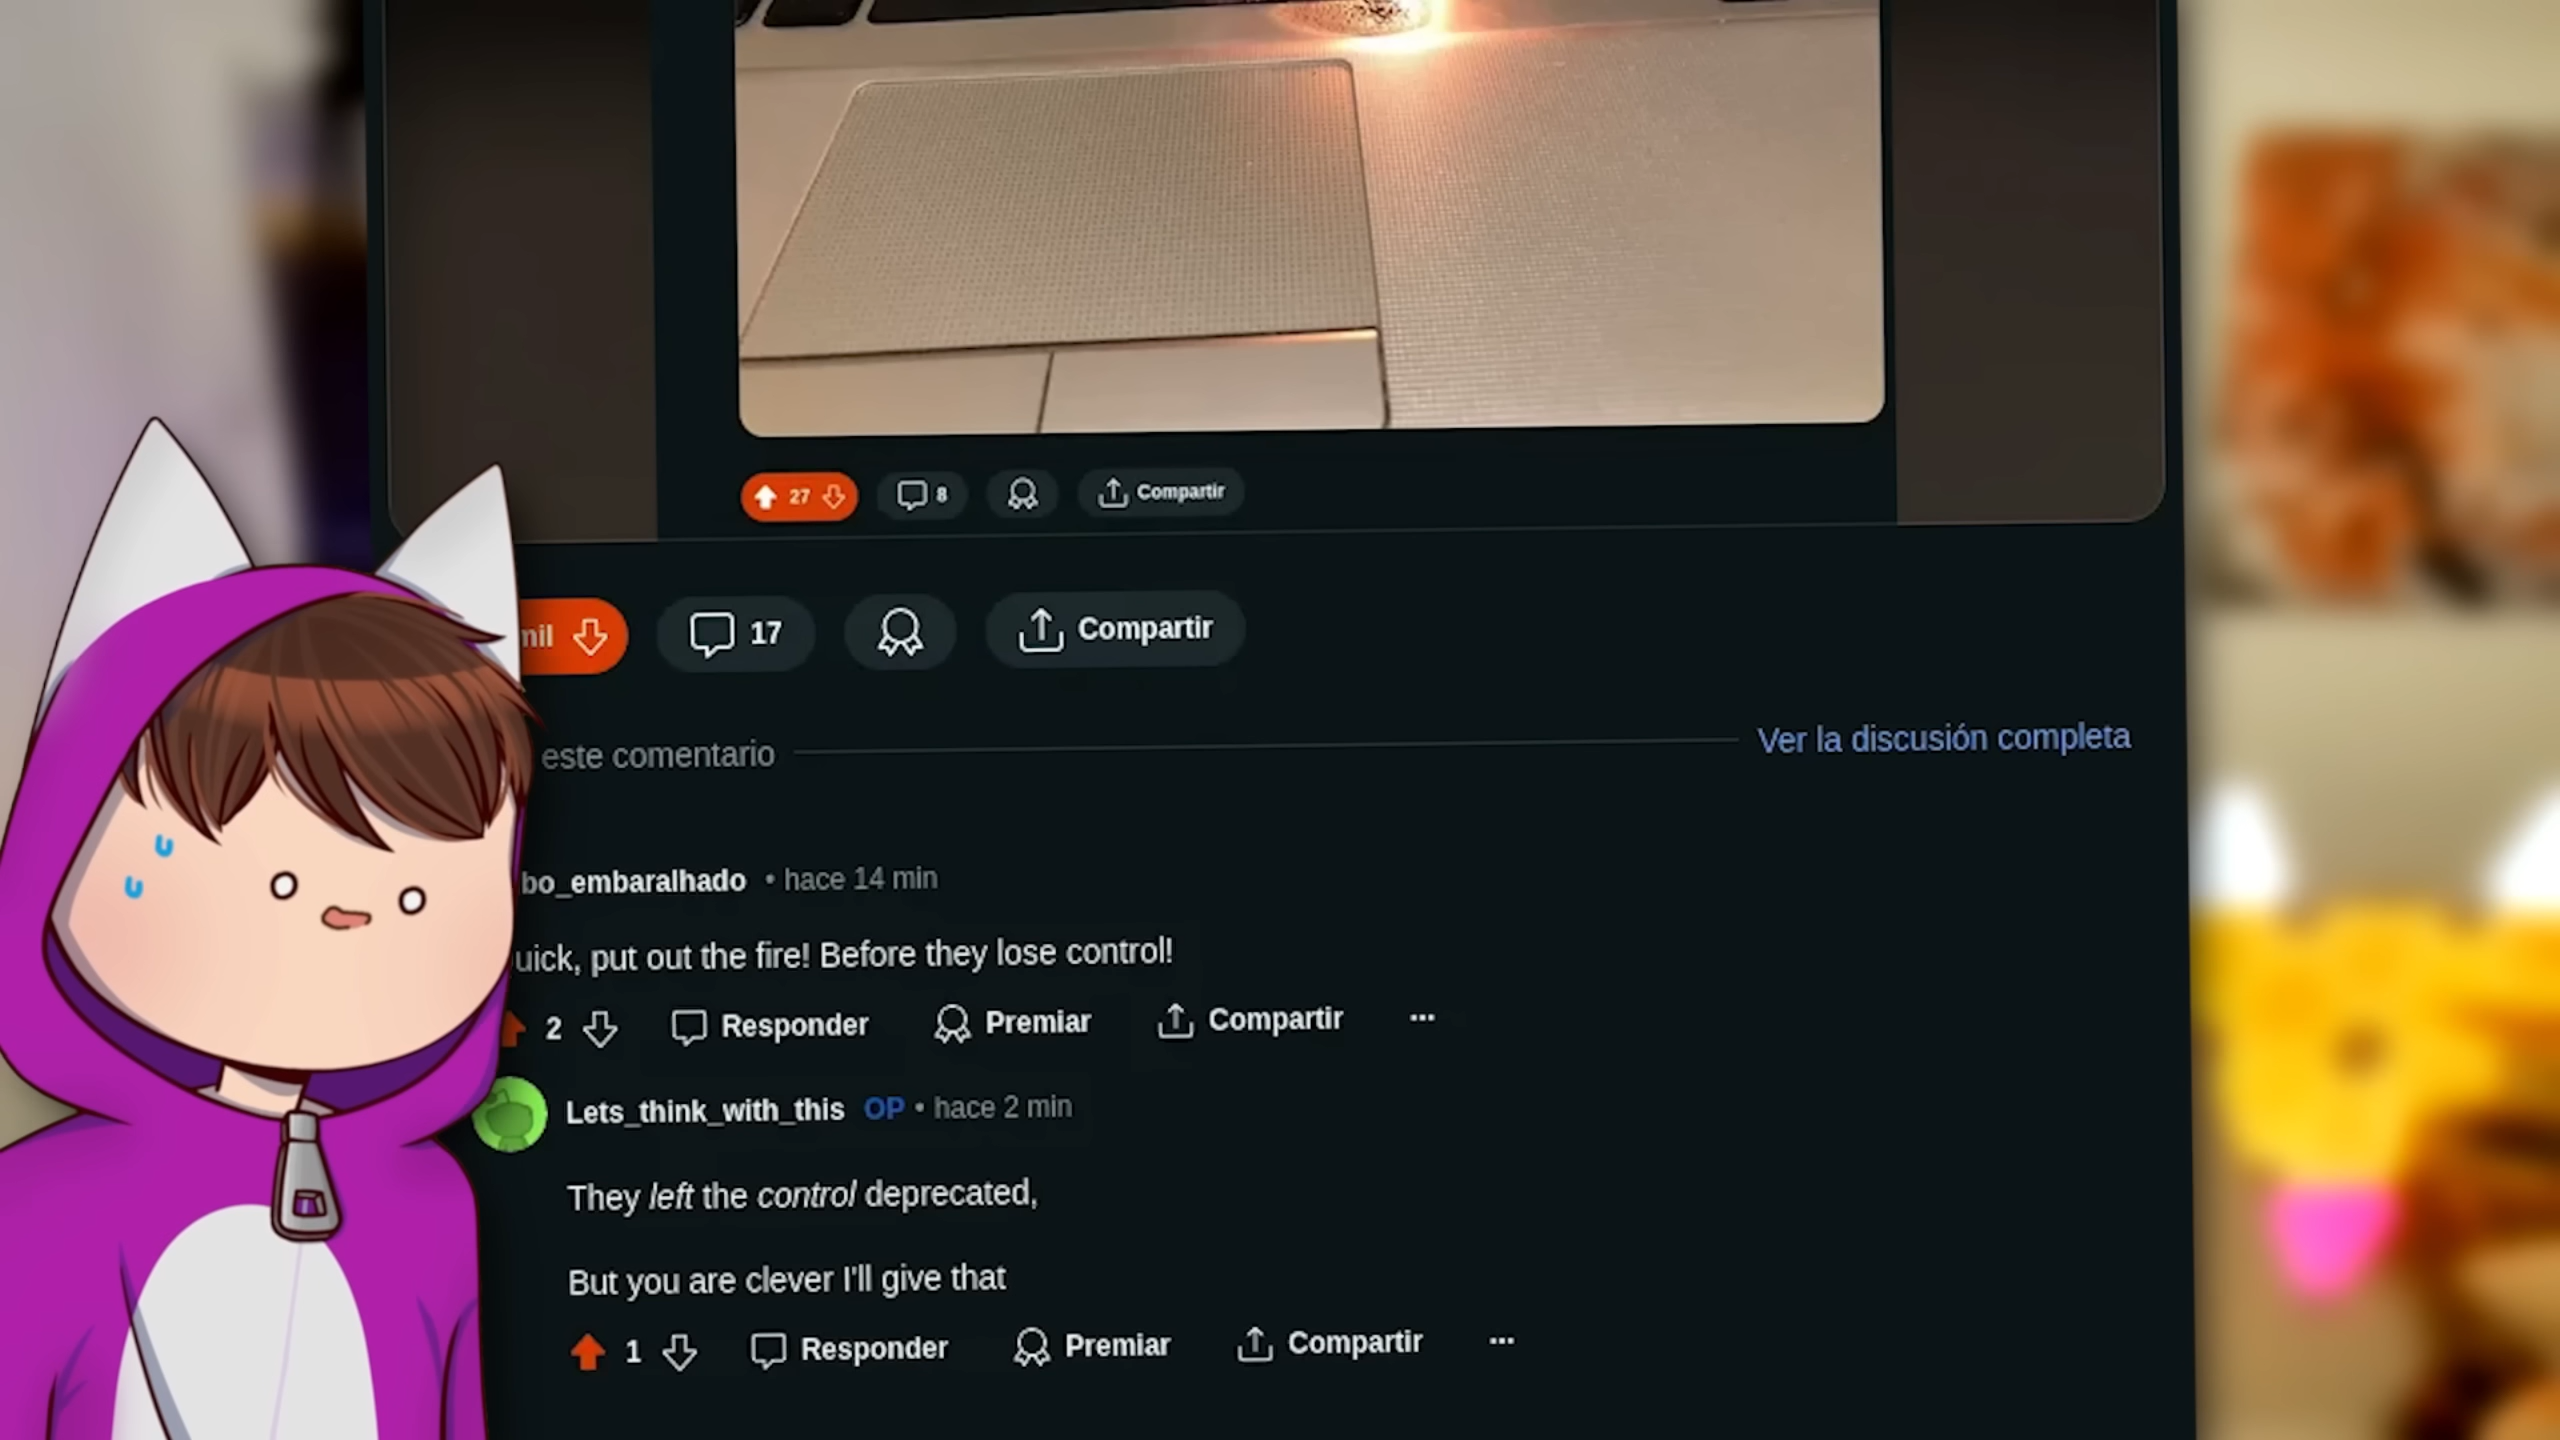 27 8 Compartir
mil 17 Compartir
este comentario Ver la discusión completa
bo_embaralhado • hace 14 min
uick, put out the fire! Before they lose control!
2 Responder Premiar Compartir ...
Lets_think_with_this OP • hace 2 min
They left the control deprecated,
But you are clever I'll give that
1 Responder Premiar Compartir ...